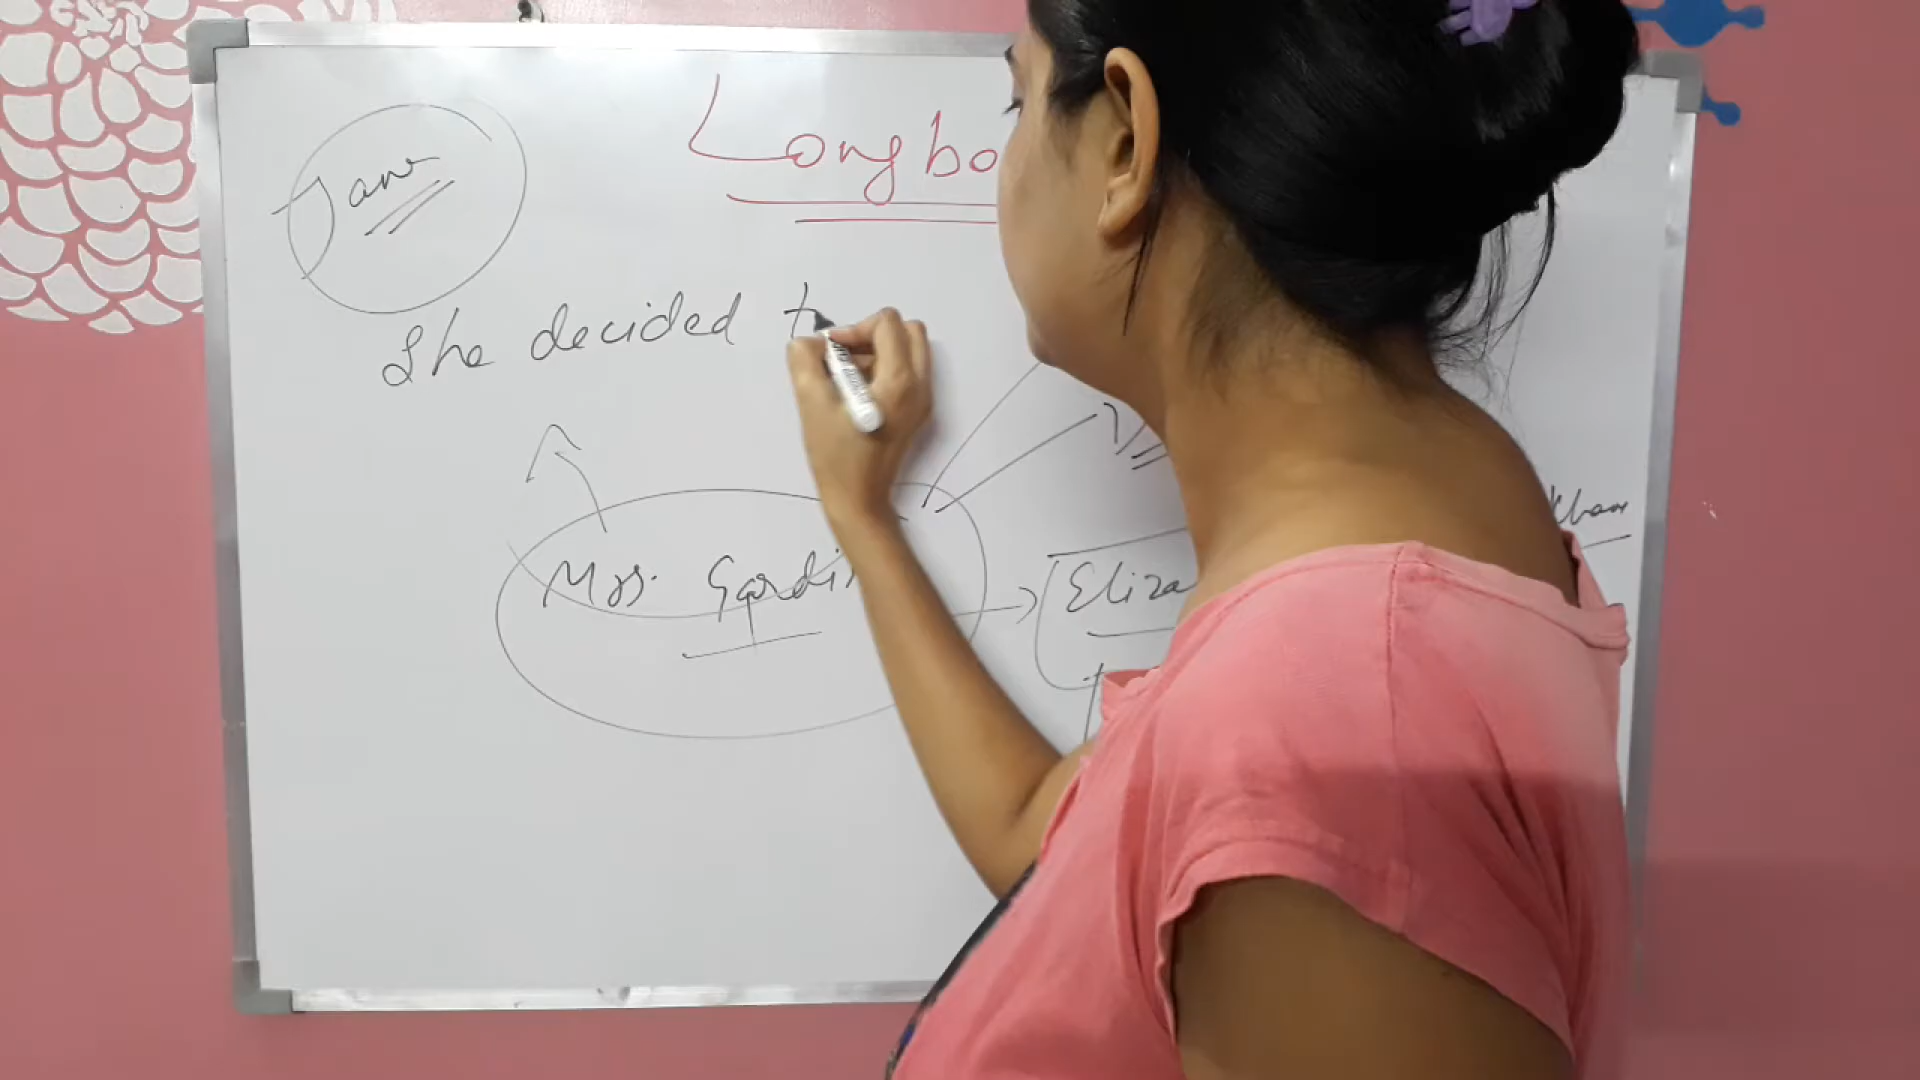 Longbo
Jane
She decided t
Mrs. Gardi
Eliza